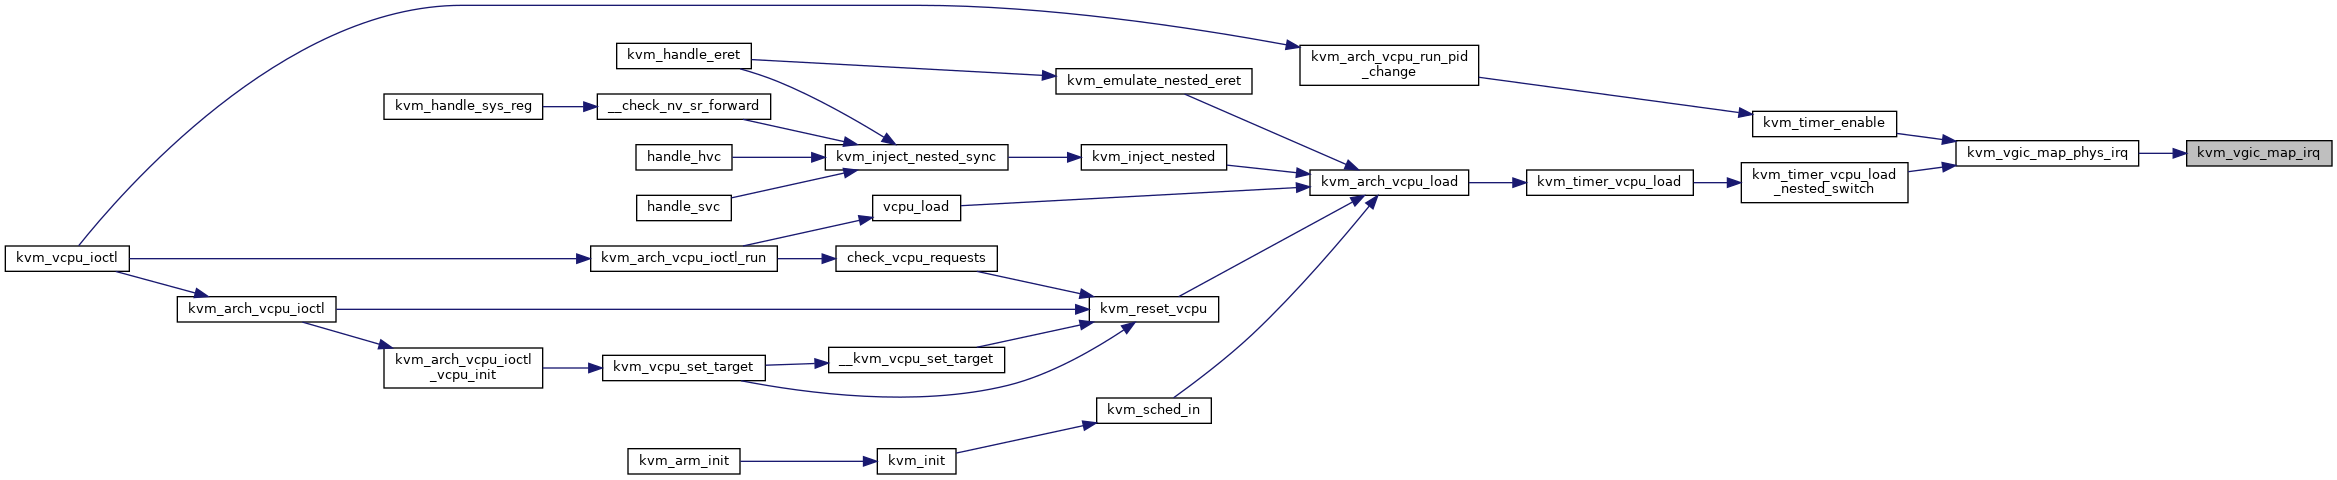 kvm_handle_eret
kvm_arch_vcpu_run_pid
_change
kvm_emulate_nested_eret
kvm_handle_sys_reg
__check_nv_sr_forward
kvm_timer_enable
handle_hvc
kvm_inject_nested_sync
kvm_inject_nested
kvm_vgic_map_phys_irq
kvm_vgic_map_irq
kvm_arch_vcpu_load
kvm_timer_vcpu_load
kvm_timer_vcpu_load
_nested_switch
handle_svc
vcpu_load
kvm_vcpu_ioctl
kvm_arch_vcpu_ioctl_run
check_vcpu_requests
kvm_arch_vcpu_ioctl
kvm_reset_vcpu
kvm_arch_vcpu_ioctl
_vcpu_init
kvm_vcpu_set_target
__kvm_vcpu_set_target
kvm_sched_in
kvm_arm_init
kvm_init